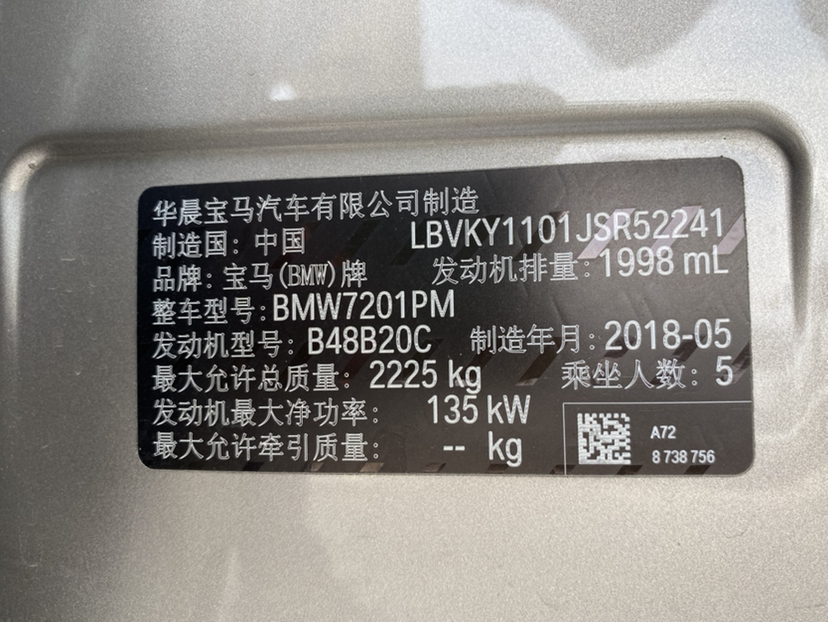 华晨宝马汽车有限公司制造
制造国: 中国 LBVKY1101JSR52241
品牌: 宝马(BMW)牌 发动机排量: 1998 mL
整车型号: BMW7201PM
发动机型号: B48B20C 制造年月: 2018-05
最大允许总质量: 2225 kg 乘坐人数: 5
发动机最大净功率: 135 kW
最大允许牵引质量: -- kg
A72
8 738 756